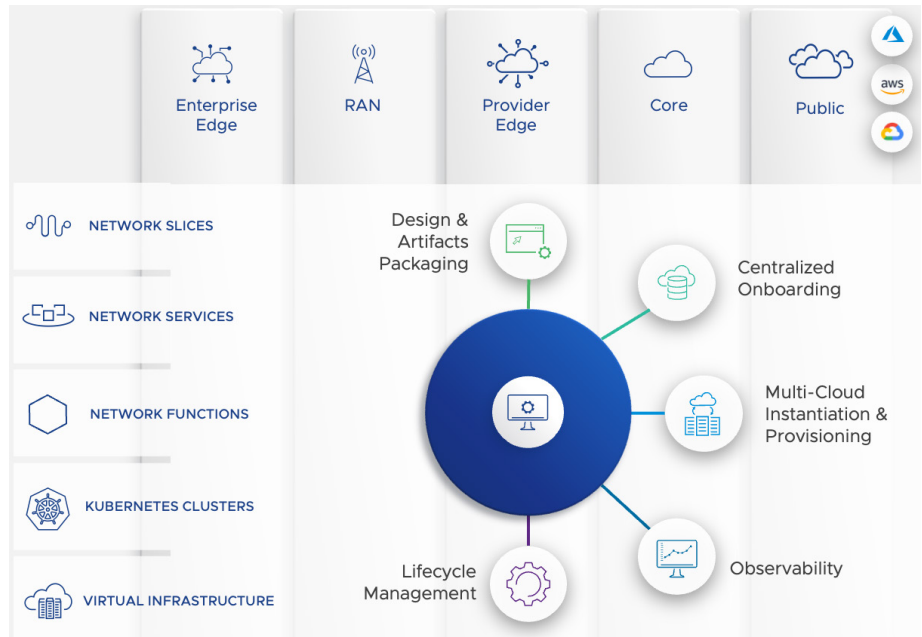 Enterprise
Edge
RAN
Provider
Edge
Core
Public
aws
NETWORK SLICES
NETWORK SERVICES
NETWORK FUNCTIONS
KUBERNETES CLUSTERS
VIRTUAL INFRASTRUCTURE
Design &
Artifacts
Packaging
Centralized
Onboarding
Multi-Cloud
Instantiation &
Provisioning
Observability
Lifecycle
Management